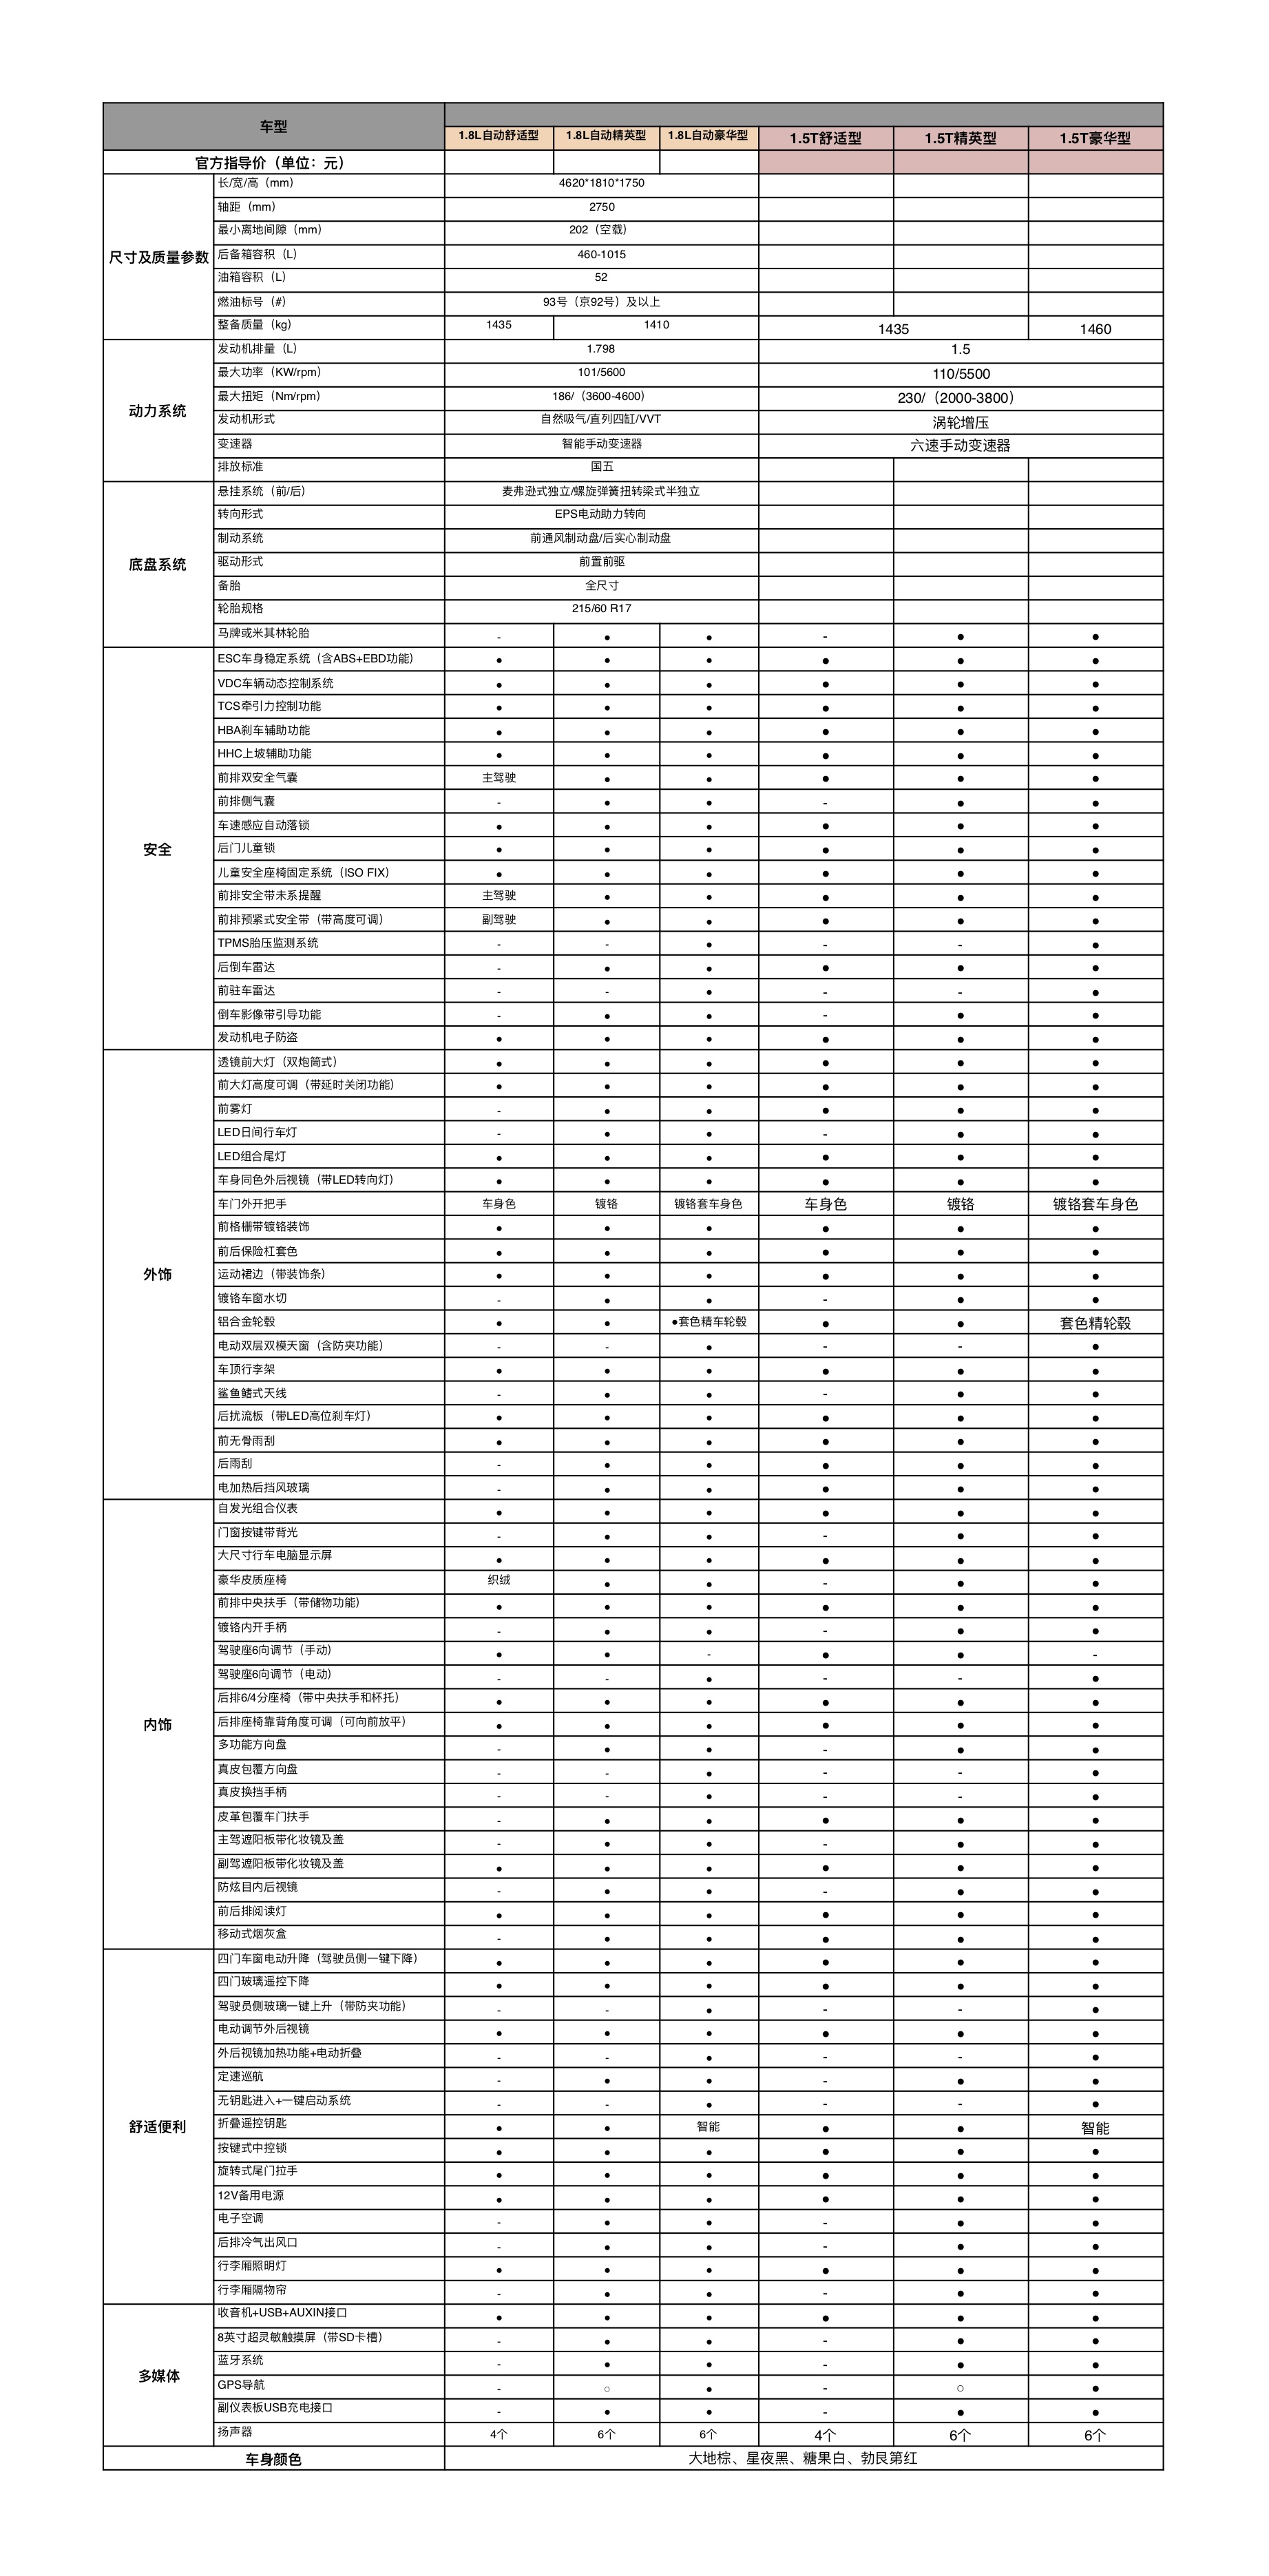 车型
1.8L自动舒适型 1.8L自动精英型 1.8L自动豪华型 1.5T舒适型 1.5T精英型 1.5T豪华型
官方指导价（单位：元）
尺寸及质量参数
长/宽/高（mm） 4620*1810*1750
轴距（mm） 2750
最小离地间隙（mm） 202（空载）
后备箱容积（L） 460-1015
油箱容积（L） 52
燃油标号（#） 93号（京92号）及以上
整备质量（kg） 1435 1410 1435 1460
动力系统
发动机排量（L） 1.798 1.5
最大功率（KW/rpm） 101/5600 110/5500
最大扭矩（Nm/rpm） 186/（3600-4600） 230/（2000-3800）
发动机形式 自然吸气/直列四缸/VVT 涡轮增压
变速器 智能手动变速器 六速手动变速器
排放标准 国五
底盘系统
悬挂系统（前/后） 麦弗逊式独立/螺旋弹簧扭转梁式半独立
转向形式 EPS电动助力转向
制动系统 前通风制动盘/后实心制动盘
驱动形式 前置前驱
备胎 全尺寸
轮胎规格 215/60 R17
马牌或米其林轮胎 - ● ● - ● ●
安全
ESC车身稳定系统（含ABS+EBD功能） ● ● ● ● ● ●
VDC车辆动态控制系统 ● ● ● ● ● ●
TCS牵引力控制功能 ● ● ● ● ● ●
HBA刹车辅助功能 ● ● ● ● ● ●
HHC上坡辅助功能 ● ● ● ● ● ●
前排双安全气囊 主驾驶 ● ● ● ● ●
前排侧气囊 - ● ● - ● ●
车速感应自动落锁 ● ● ● ● ● ●
后门儿童锁 ● ● ● ● ● ●
儿童安全座椅固定系统（ISO FIX） ● ● ● ● ● ●
前排安全带未系提醒 主驾驶 ● ● ● ● ●
前排预紧式安全带（带高度可调） 副驾驶 ● ● ● ● ●
TPMS胎压监测系统 - - ● - - ●
后倒车雷达 - ● ● ● ● ●
前驻车雷达 - - ● - - ●
倒车影像带引导功能 - ● ● - ● ●
发动机电子防盗 ● ● ● ● ● ●
外饰
透镜前大灯（双炮筒式） ● ● ● ● ● ●
前大灯高度可调（带延时关闭功能） ● ● ● ● ● ●
前雾灯 - ● ● ● ● ●
LED日间行车灯 - ● ● - ● ●
LED组合尾灯 ● ● ● ● ● ●
车身同色外后视镜（带LED转向灯） ● ● ● ● ● ●
车门外开把手 车身色 镀铬 镀铬套车身色 车身色 镀铬 镀铬套车身色
前格栅带镀铬装饰 ● ● ● ● ● ●
前后保险杠套色 ● ● ● ● ● ●
运动裙边（带装饰条） ● ● ● ● ● ●
镀铬车窗水切 - ● ● - ● ●
铝合金轮毂 ● ● ●套色精车轮毂 ● ● 套色精轮毂
电动双层双模天窗（含防夹功能） - - ● - - ●
车顶行李架 ● ● ● ● ● ●
鲨鱼鳍式天线 - ● ● - ● ●
后扰流板（带LED高位刹车灯） ● ● ● ● ● ●
前无骨雨刮 ● ● ● ● ● ●
后雨刮 - ● ● ● ● ●
电加热后挡风玻璃 - ● ● ● ● ●
内饰
自发光组合仪表 ● ● ● ● ● ●
门窗按键带背光 - ● ● - ● ●
大尺寸行车电脑显示屏 ● ● ● ● ● ●
豪华皮质座椅 织绒 ● ● - ● ●
前排中央扶手（带储物功能） ● ● ● ● ● ●
镀铬内开手柄 - ● ● - ● ●
驾驶座6向调节（手动） ● ● - ● ● -
驾驶座6向调节（电动） - - ● - - ●
后排6/4分座椅（带中央扶手和杯托） ● ● ● ● ● ●
后排座椅靠背角度可调（可向前放平） ● ● ● ● ● ●
多功能方向盘 - ● ● - ● ●
真皮包覆方向盘 - - ● - - ●
真皮换挡手柄 - - ● - - ●
皮革包覆车门扶手 - ● ● ● ● ●
主驾遮阳板带化妆镜及盖 - ● ● - ● ●
副驾遮阳板带化妆镜及盖 ● ● ● ● ● ●
防炫目内后视镜 - ● ● - ● ●
前后排阅读灯 ● ● ● ● ● ●
移动式烟灰盒 - ● ● ● ● ●
舒适便利
四门车窗电动升降（驾驶员侧一键下降） ● ● ● ● ● ●
四门玻璃遥控下降 ● ● ● ● ● ●
驾驶员侧玻璃一键上升（带防夹功能） - - ● - - ●
电动调节外后视镜 ● ● ● ● ● ●
外后视镜加热功能+电动折叠 - - ● - - ●
定速巡航 - ● ● - ● ●
无钥匙进入+一键启动系统 - - ● - - ●
折叠遥控钥匙 ● ● 智能 ● ● 智能
按键式中控锁 ● ● ● ● ● ●
旋转式尾门拉手 ● ● ● ● ● ●
12V备用电源 ● ● ● ● ● ●
电子空调 - ● ● - ● ●
后排冷气出风口 - ● ● - ● ●
行李厢照明灯 ● ● ● ● ● ●
行李厢隔物帘 - ● ● - ● ●
多媒体
收音机+USB+AUXIN接口 ● ● ● ● ● ●
8英寸超灵敏触摸屏（带SD卡槽） - ● ● - ● ●
蓝牙系统 - ● ● - ● ●
GPS导航 - ○ ● - ○ ●
副仪表板USB充电接口 - ● ● - ● ●
扬声器 4个 6个 6个 4个 6个 6个
车身颜色 大地棕、星夜黑、糖果白、勃艮第红